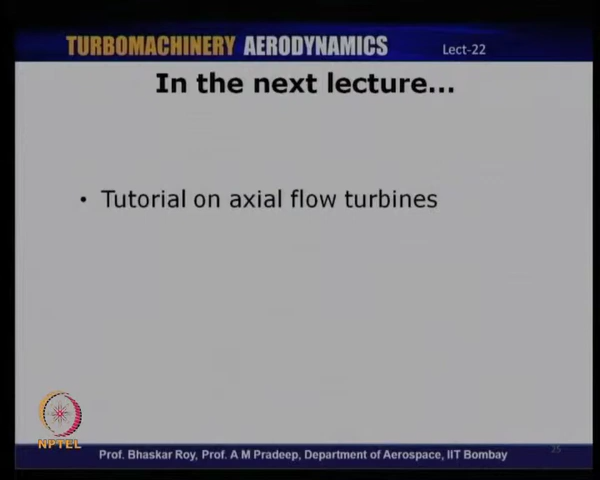 TURBOMACHINERY AERODYNAMICS
Lect-22
In the next lecture...
• Tutorial on axial flow turbines
NPTEL
Prof. Bhaskar Roy, Prof. A M Pradeep, Department of Aerospace, IIT Bombay
25